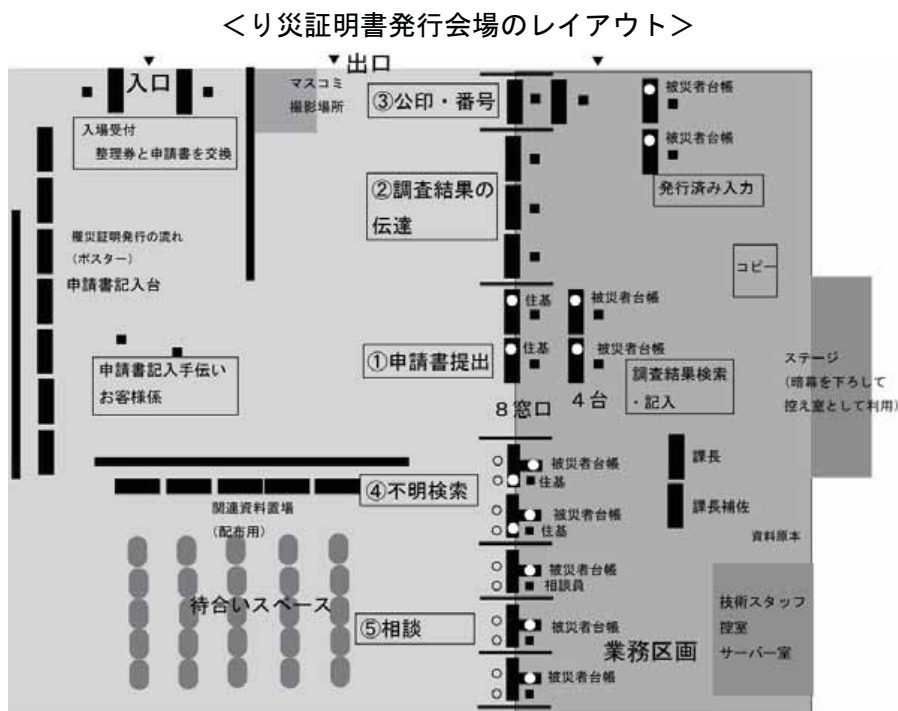 ＜り災証明書発行会場のレイアウト＞
▼
▼出口
▼
入口
マスコミ
撮影場所
③公印・番号
被災者台帳
入場受付
整理券と申請書を交換
被災者台帳
②調査結果の
伝達
発行済み入力
罹災証明発行の流れ
（ポスター）
申請書記入台
コピー
住基
被災者台帳
①申請書提出
住基
被災者台帳
申請書記入手伝い
お客様係
調査結果検索
・記入
ステージ
（暗幕を下ろして
控え室として利用）
８窓口
４台
被災者台帳
住基
課長
④不明検索
関連資料置場
（配布用）
被災者台帳
住基
課長補佐
資料原本
被災者台帳
相談員
待合いスペース
⑤相談
被災者台帳
業務区画
技術スタッフ
控室
サーバー室
被災者台帳